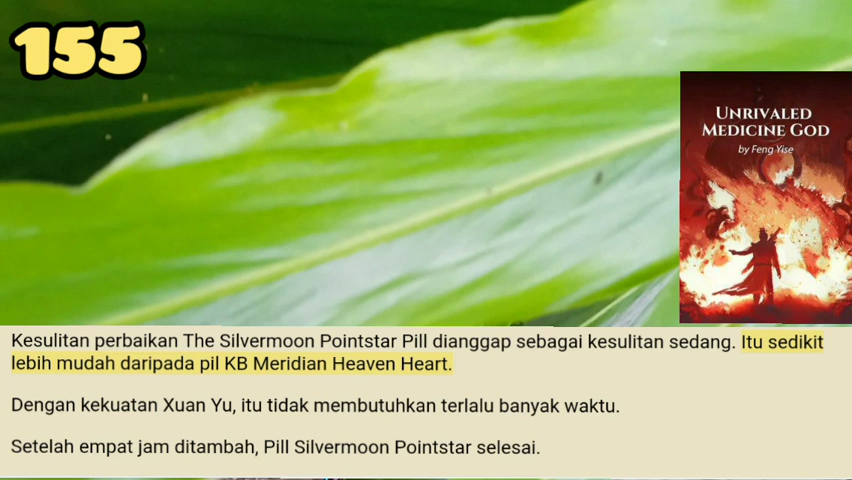 155
UNRIVALED
MEDICINE GOD
by Feng Yise
Kesulitan perbaikan The Silvermoon Pointstar Pill dianggap sebagai kesulitan sedang. Itu sedikit
lebih mudah daripada pil KB Meridian Heaven Heart.
Dengan kekuatan Xuan Yu, itu tidak membutuhkan terlalu banyak waktu.
Setelah empat jam ditambah, Pill Silvermoon Pointstar selesai.